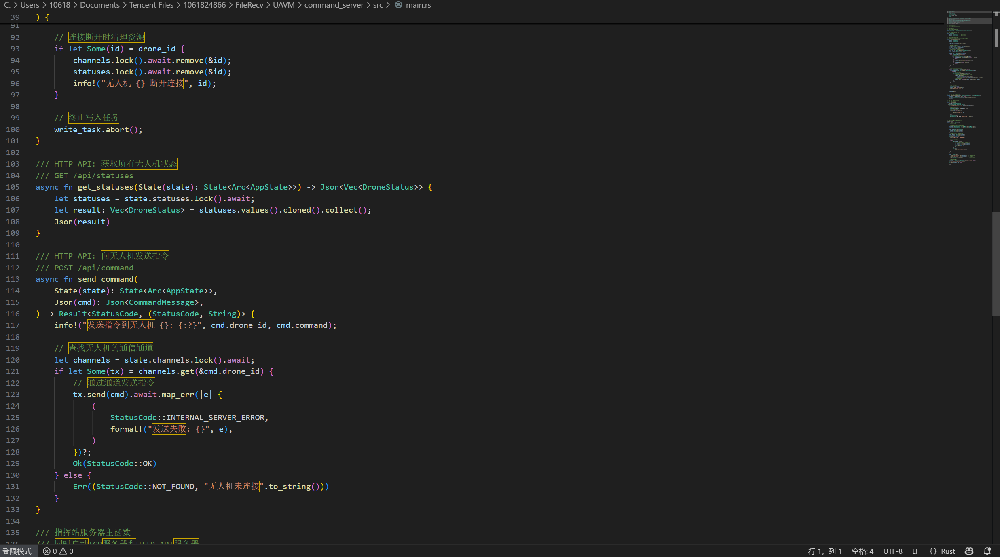 C: > Users > 10618 > Documents > Tencent Files > 1061824866 > FileRecv > UAVM > command_server > src > main.rs
39 ) {
91
92 // 连接断开时清理资源
93 if let Some(id) = drone_id {
94 channels.lock().await.remove(&id);
95 statuses.lock().await.remove(&id);
96 info!("无人机 {} 断开连接", id);
97 }
98
99 // 终止写入任务
100 write_task.abort();
101 }
102
103 /// HTTP API: 获取所有无人机状态
104 /// GET /api/statuses
105 async fn get_statuses(State(state): State<Arc<AppState>>) -> Json<Vec<DroneStatus>> {
106 let statuses = state.statuses.lock().await;
107 let result: Vec<DroneStatus> = statuses.values().cloned().collect();
108 Json(result)
109 }
110
111 /// HTTP API: 向无人机发送指令
112 /// POST /api/command
113 async fn send_command(
114 State(state): State<Arc<AppState>>,
115 Json(cmd): Json<CommandMessage>,
116 ) -> Result<StatusCode, (StatusCode, String)> {
117 info!("发送指令到无人机 {}: {:?}", cmd.drone_id, cmd.command);
118
119 // 查找无人机的通信通道
120 let channels = state.channels.lock().await;
121 if let Some(tx) = channels.get(&cmd.drone_id) {
122 // 通过通道发送指令
123 tx.send(cmd).await.map_err(|e| {
124 (
125 StatusCode::INTERNAL_SERVER_ERROR,
126 format!("发送失败: {}", e),
127 )
128 })?;
129 Ok(StatusCode::OK)
130 } else {
131 Err((StatusCode::NOT_FOUND, "无人机未连接".to_string()))
132 }
133 }
134
135 /// 指挥站服务器主函数
136 /// 同时启动TCP服务器和HTTP API服务器
受限模式 0 0 行 1, 列 1 空格: 4 UTF-8 LF {} Rust